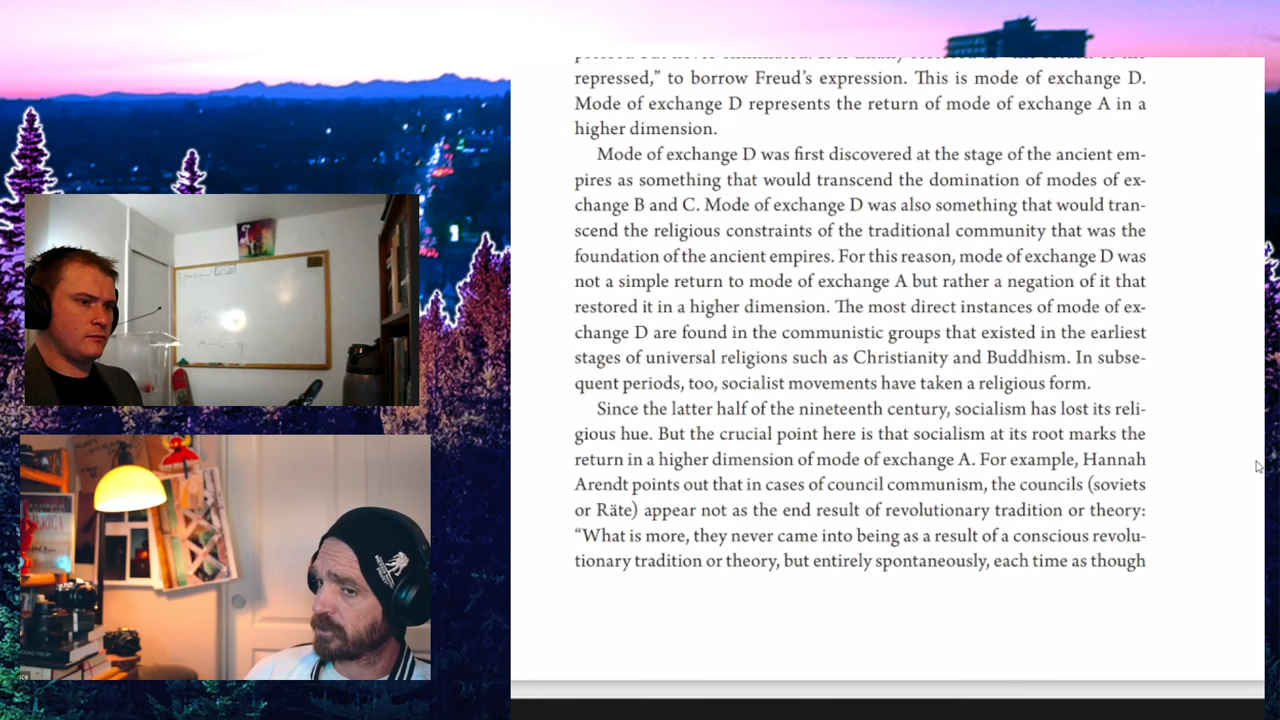 repressed,” to borrow Freud’s expression. This is mode of exchange D.
Mode of exchange D represents the return of mode of exchange A in a
higher dimension.
Mode of exchange D was first discovered at the stage of the ancient em-
pires as something that would transcend the domination of modes of ex-
change B and C. Mode of exchange D was also something that would tran-
scend the religious constraints of the traditional community that was the
foundation of the ancient empires. For this reason, mode of exchange D was
not a simple return to mode of exchange A but rather a negation of it that
restored it in a higher dimension. The most direct instances of mode of ex-
change D are found in the communistic groups that existed in the earliest
stages of universal religions such as Christianity and Buddhism. In subse-
quent periods, too, socialist movements have taken a religious form.
Since the latter half of the nineteenth century, socialism has lost its reli-
gious hue. But the crucial point here is that socialism at its root marks the
return in a higher dimension of mode of exchange A. For example, Hannah
Arendt points out that in cases of council communism, the councils (soviets
or Räte) appear not as the end result of revolutionary tradition or theory:
“What is more, they never came into being as a result of a conscious revolu-
tionary tradition or theory, but entirely spontaneously, each time as though